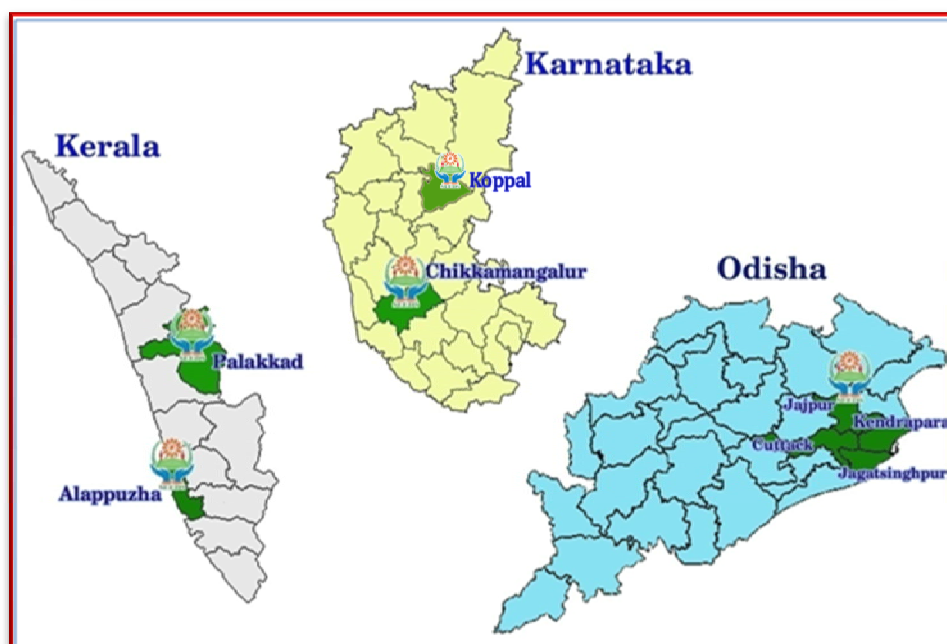 Karnataka
Kerala
Koppal
Chikkamangalur
Odisha
Palakkad
Jajpur
Kendrapara
Cuttack
Jagatsinghpur
Alappuzha